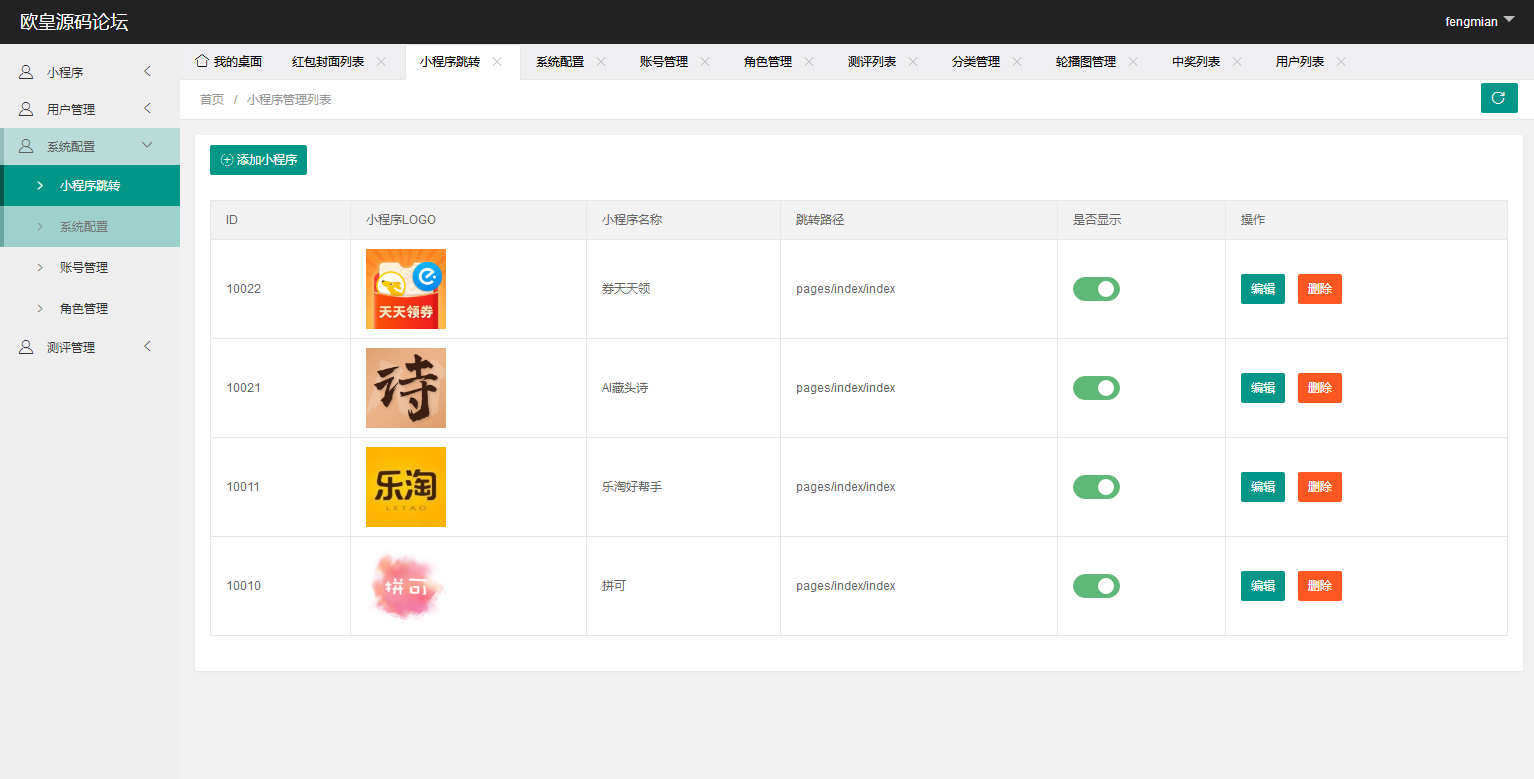 欧皇源码论坛
fengmian
小程序
用户管理
系统配置
小程序跳转
系统配置
账号管理
角色管理
测评管理
我的桌面 红包封面列表 小程序跳转 系统配置 账号管理 角色管理 测评列表 分类管理 轮播图管理 中奖列表 用户列表
首页 / 小程序管理列表
添加小程序
ID 小程序LOGO 小程序名称 跳转路径 是否显示 操作
10022 天天领券 券天天领 pages/index/index 编辑 删除
10021 诗 AI藏头诗 pages/index/index 编辑 删除
10011 乐淘 LETAO 乐淘好帮手 pages/index/index 编辑 删除
10010 拼可 拼可 pages/index/index 编辑 删除